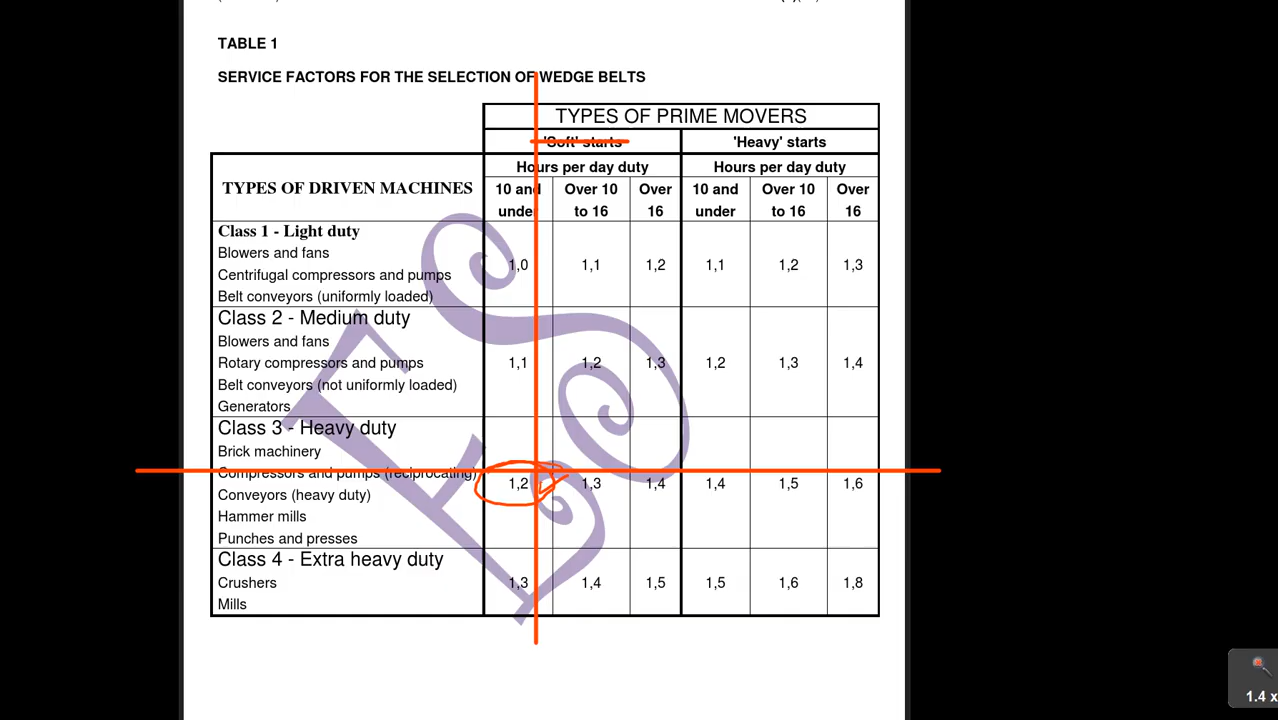 TABLE 1
SERVICE FACTORS FOR THE SELECTION OF WEDGE BELTS
TYPES OF PRIME MOVERS
'Soft' starts 'Heavy' starts
Hours per day duty Hours per day duty
TYPES OF DRIVEN MACHINES
10 and under Over 10 to 16 Over 16 10 and under Over 10 to 16 Over 16
Class 1 - Light duty
Blowers and fans
Centrifugal compressors and pumps
Belt conveyors (uniformly loaded)
1,0 1,1 1,2 1,1 1,2 1,3
Class 2 - Medium duty
Blowers and fans
Rotary compressors and pumps
Belt conveyors (not uniformly loaded)
Generators
1,1 1,2 1,3 1,2 1,3 1,4
Class 3 - Heavy duty
Brick machinery
Compressors and pumps (reciprocating)
Conveyors (heavy duty)
Hammer mills
Punches and presses
1,2 1,3 1,4 1,4 1,5 1,6
Class 4 - Extra heavy duty
Crushers
Mills
1,3 1,4 1,5 1,5 1,6 1,8
1.4 x